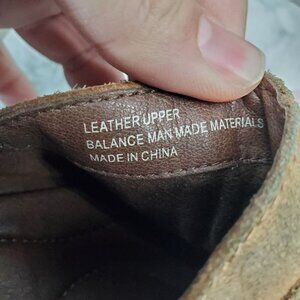 LEATHER UPPER
BALANCE MAN MADE MATERIALS
MADE IN CHINA